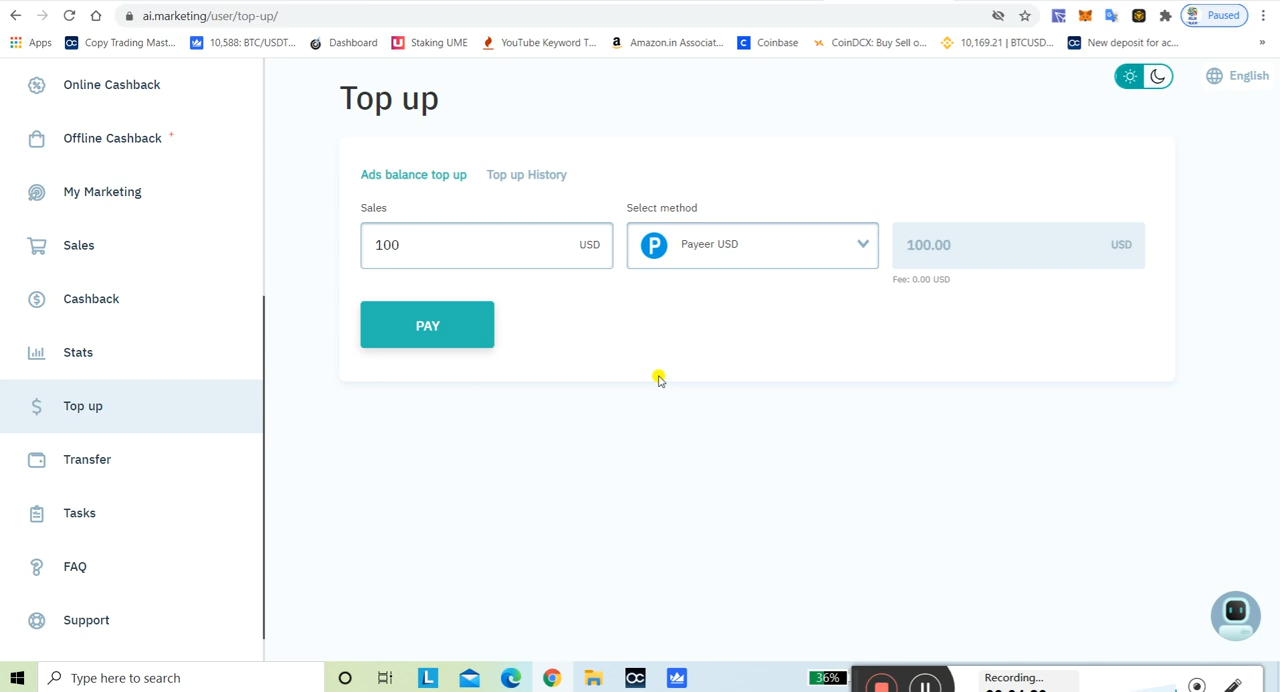 ai.marketing/user/top-up/
Paused
Apps
Copy Trading Mast...
10,588: BTC/USDT...
Dashboard
Staking UME
YouTube Keyword T...
Amazon.in Associat...
Coinbase
CoinDCX: Buy Sell o...
10,169.21 | BTCUSD...
New deposit for ac...
»
Online Cashback
Offline Cashback +
My Marketing
Sales
Cashback
Stats
Top up
Transfer
Tasks
FAQ
Support
English
Top up
Ads balance top up
Top up History
Sales
Select method
100
USD
Payeer USD
100.00
USD
Fee: 0.00 USD
PAY
Type here to search
36%
Recording...